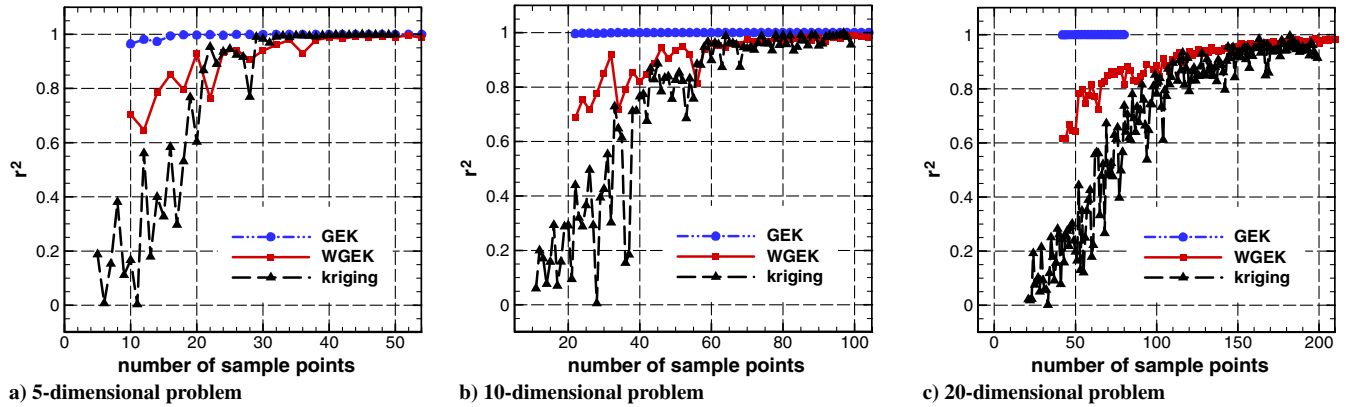 1
0.8
0.6
0.4
0.2
0
r²
GEK
WGEK
kriging
0 10 20 30 40 50
number of sample points
a) 5-dimensional problem
1
0.8
0.6
0.4
0.2
0
r²
GEK
WGEK
kriging
20 40 60 80 100
number of sample points
b) 10-dimensional problem
1
0.8
0.6
0.4
0.2
0
r²
GEK
WGEK
kriging
0 50 100 150 200
number of sample points
c) 20-dimensional problem